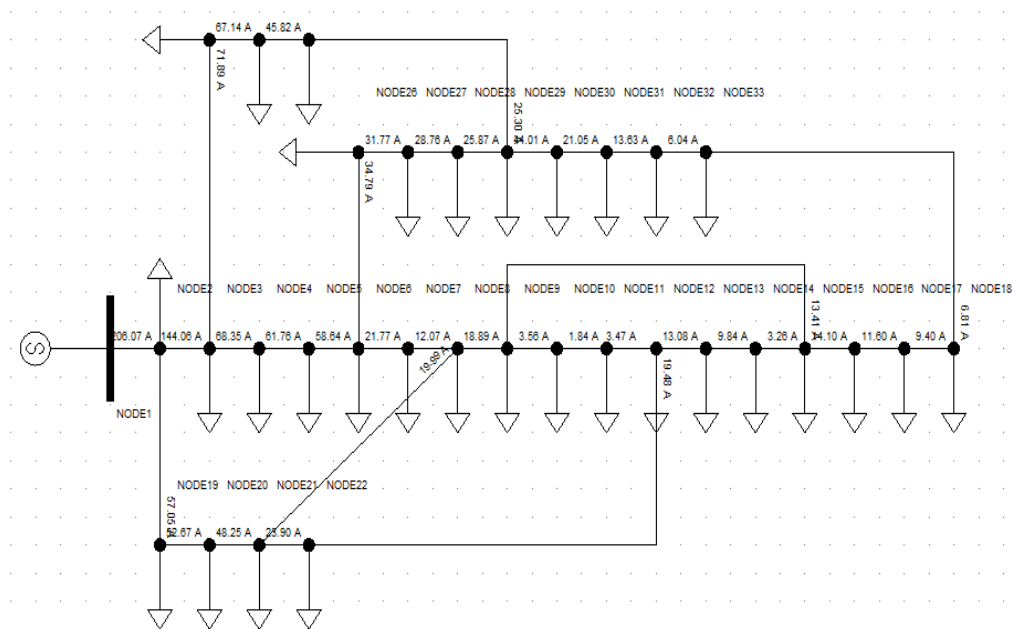 67.14 A 45.82 A
71.89 A
NODE26 NODE27 NODE28 NODE29 NODE30 NODE31 NODE32 NODE33
25.30 A
31.77 A 28.76 A 25.87 A 21.05 A 13.63 A 6.04 A
34.79 A
NODE2 NODE3 NODE4 NODE5 NODE6 NODE7 NODE8 NODE9 NODE10 NODE11 NODE12 NODE13 NODE14 NODE15 NODE16 NODE17 NODE18
13.41 A
6.81 A
206.07 A 144.06 A 68.35 A 61.76 A 58.64 A 21.77 A 12.07 A 18.89 A 3.56 A 1.84 A 3.47 A 13.08 A 9.84 A 3.26 A 14.10 A 11.60 A 9.40 A
S
19.99 A
19.48 A
NODE1
NODE19 NODE20 NODE21 NODE22
57.05 A
52.67 A 48.25 A 23.90 A